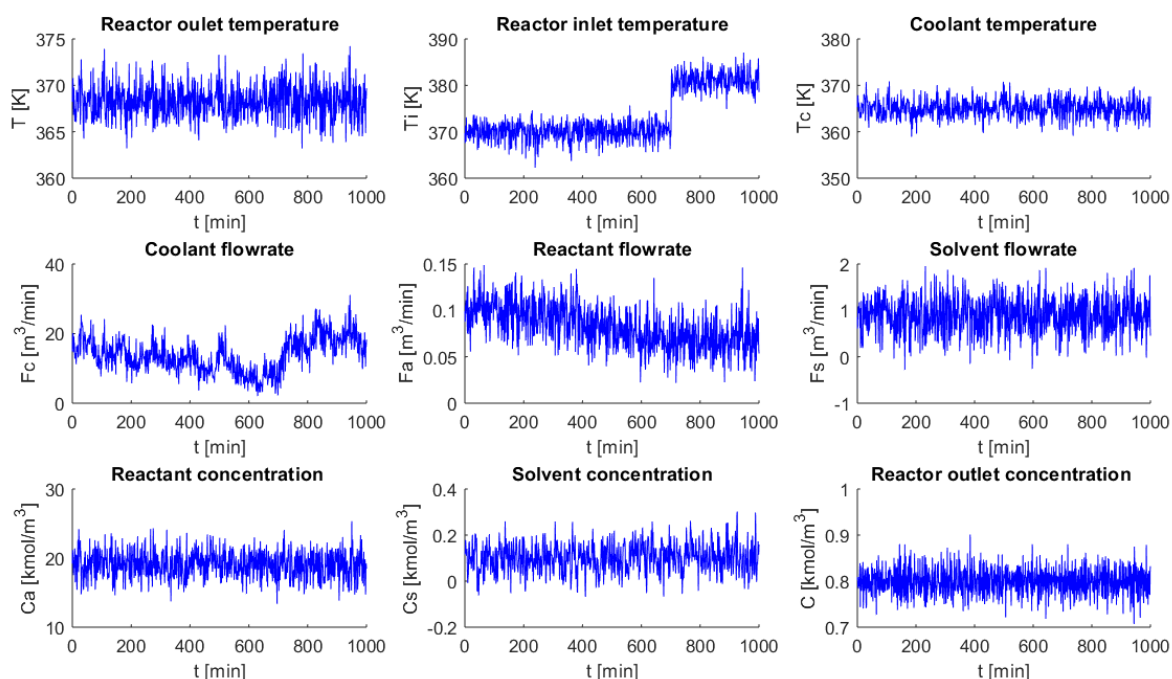 Reactor oulet temperature
375
370
365
360
T [K]
0 200 400 600 800 1000
t [min]
Reactor inlet temperature
390
380
370
360
Ti [K]
0 200 400 600 800 1000
t [min]
Coolant temperature
380
370
360
350
Tc [K]
0 200 400 600 800 1000
t [min]
Coolant flowrate
40
20
0
Fc [m³/min]
0 200 400 600 800 1000
t [min]
Reactant flowrate
0.15
0.1
0.05
0
Fa [m³/min]
0 200 400 600 800 1000
t [min]
Solvent flowrate
2
1
0
-1
Fs [m³/min]
0 200 400 600 800 1000
t [min]
Reactant concentration
30
20
10
Ca [kmol/m³]
0 200 400 600 800 1000
t [min]
Solvent concentration
0.4
0.2
0
-0.2
Cs [kmol/m³]
0 200 400 600 800 1000
t [min]
Reactor outlet concentration
1
0.9
0.8
0.7
C [kmol/m³]
0 200 400 600 800 1000
t [min]